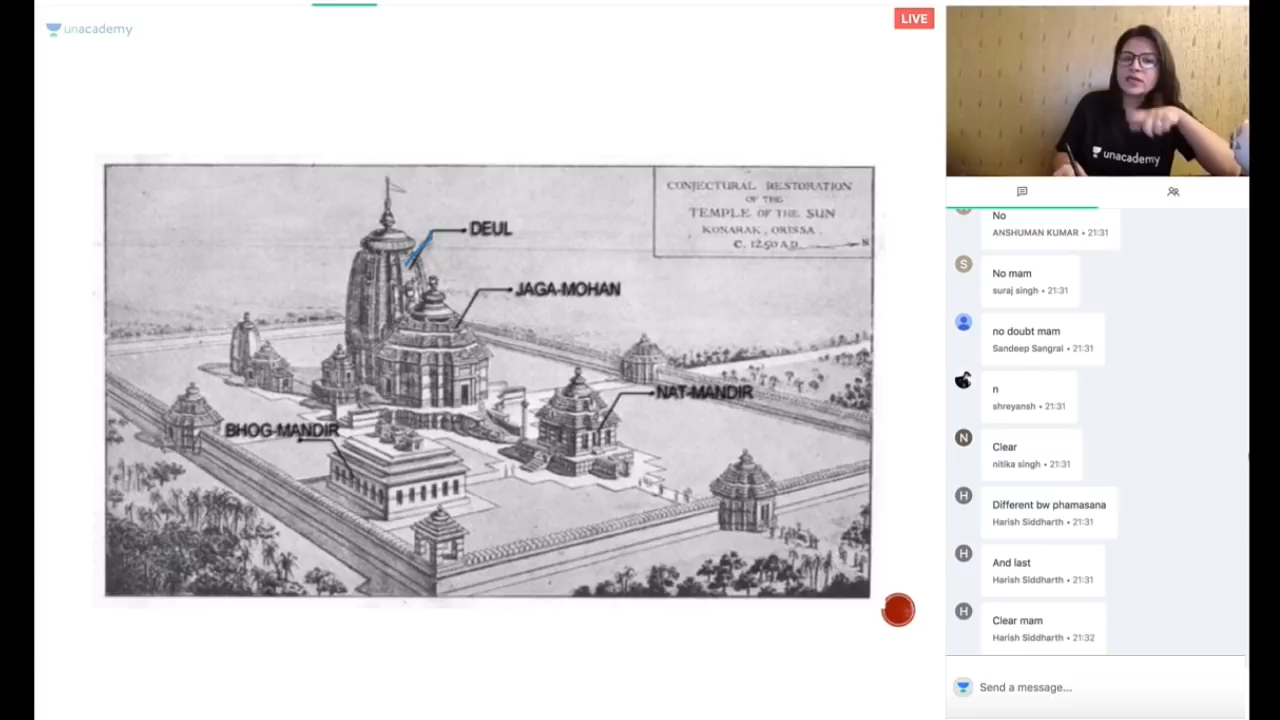 unacademy
LIVE
CONJECTURAL RESTORATION
OF THE
TEMPLE OF THE SUN
KONARAK, ORISSA.
C. 1250 A.D.
DEUL
JAGA-MOHAN
NAT-MANDIR
BHOG-MANDIR
unacademy
No
ANSHUMAN KUMAR • 21:31
S
No mam
suraj singh • 21:31
no doubt mam
Sandeep Sangral • 21:31
n
shreyansh • 21:31
N
Clear
nitika singh • 21:31
H
Different bw phamasana
Harish Siddharth • 21:31
H
And last
Harish Siddharth • 21:31
H
Clear mam
Harish Siddharth • 21:32
Send a message...